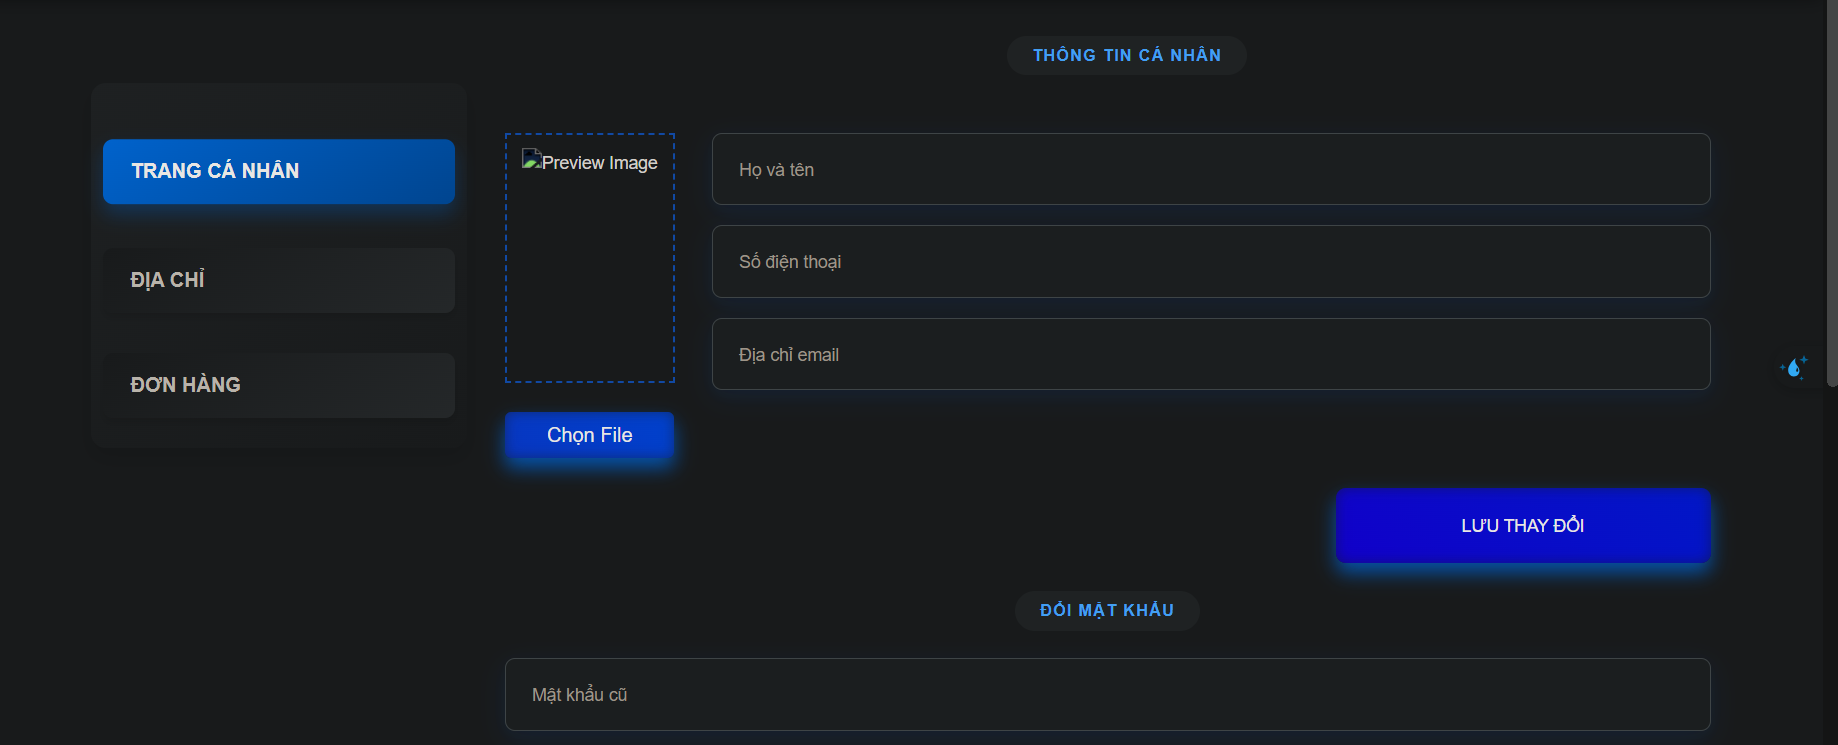 THÔNG TIN CÁ NHÂN
TRANG CÁ NHÂN
ĐỊA CHỈ
ĐƠN HÀNG
Preview Image
Chọn File
Họ và tên
Số điện thoại
Địa chỉ email
LƯU THAY ĐỔI
ĐỔI MẬT KHẨU
Mật khẩu cũ